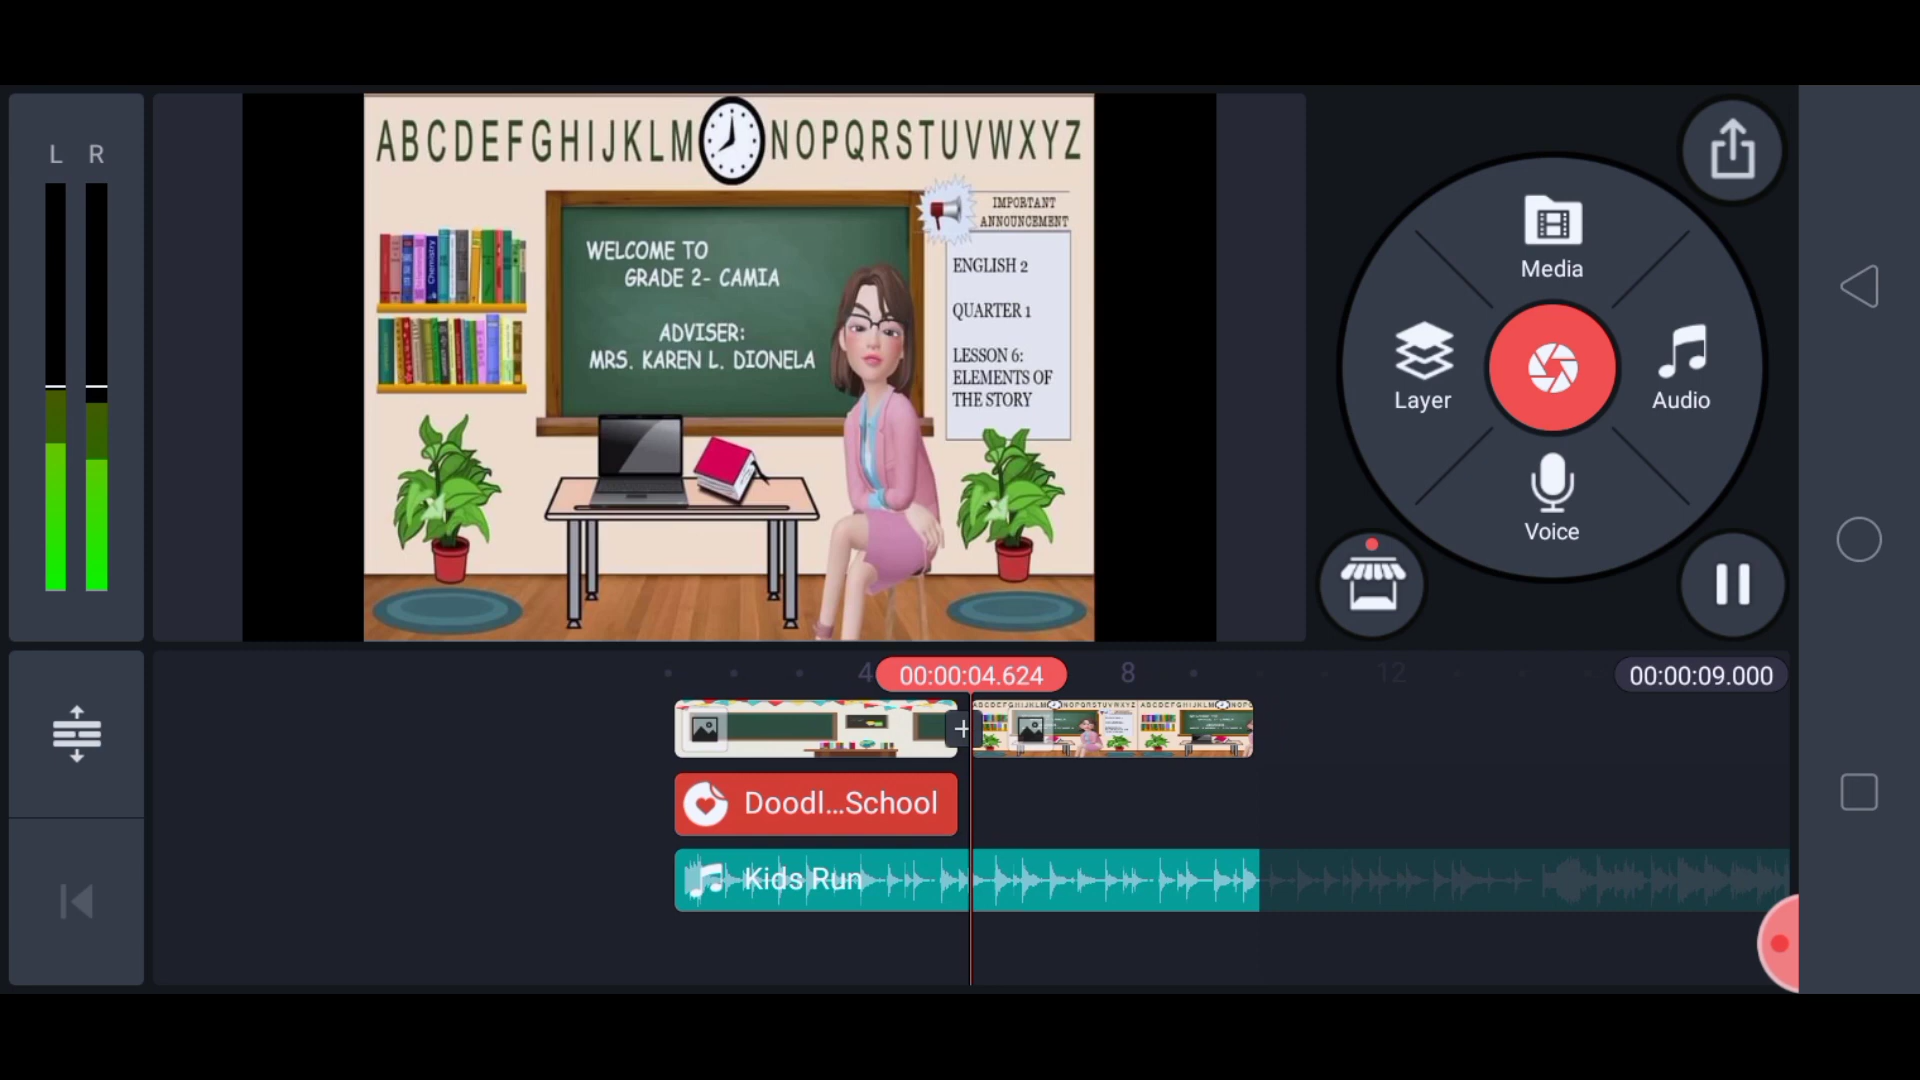 L R
ABCDEFGHIJKLM NOPQRSTUVWXYZ
WELCOME TO
GRADE 2- CAMIA
ADVISER:
MRS. KAREN L. DIONELA
Chemistry
IMPORTANT
ANNOUNCEMENT
ENGLISH 2
QUARTER 1
LESSON 6:
ELEMENTS OF
THE STORY
Media
Layer
Audio
Voice
4
00:00:04.624
8
12
00:00:09.000
Doodl...School
Kids Run